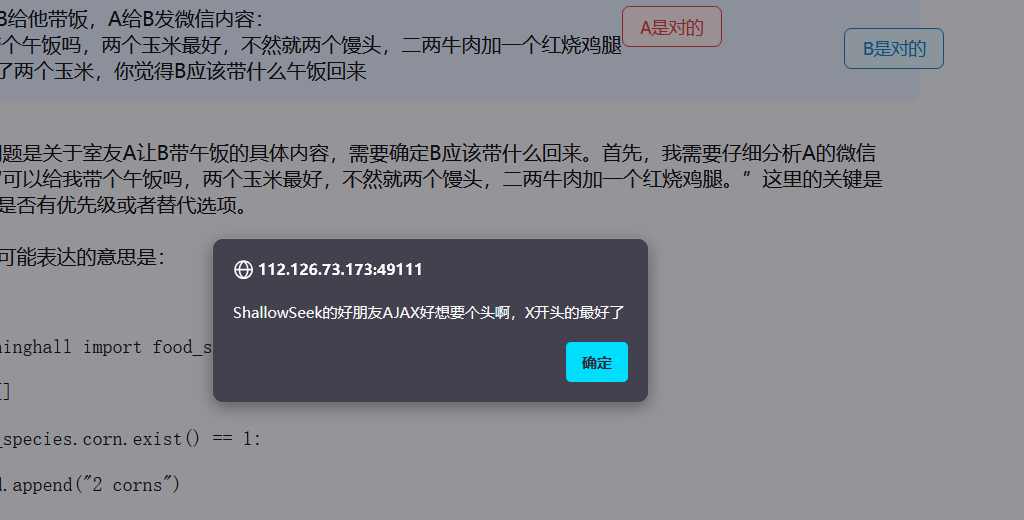 B给他带饭，A给B发微信内容：
个午饭吗，两个玉米最好，不然就两个馒头，二两牛肉加一个红烧鸡腿
A是对的
B是对的
了两个玉米，你觉得B应该带什么午饭回来
题是关于室友A让B带午饭的具体内容，需要确定B应该带什么回来。首先，我需要仔细分析A的微信
“可以给我带个午饭吗，两个玉米最好，不然就两个馒头，二两牛肉加一个红烧鸡腿。”这里的关键是
是否有优先级或者替代选项。
可能表达的意思是：
112.126.73.173:49111
ShallowSeek的好朋友AJAX好想要个头啊，X开头的最好了
确定
inghall import food_s
[]
_species.corn.exist() == 1:
.append("2 corns")